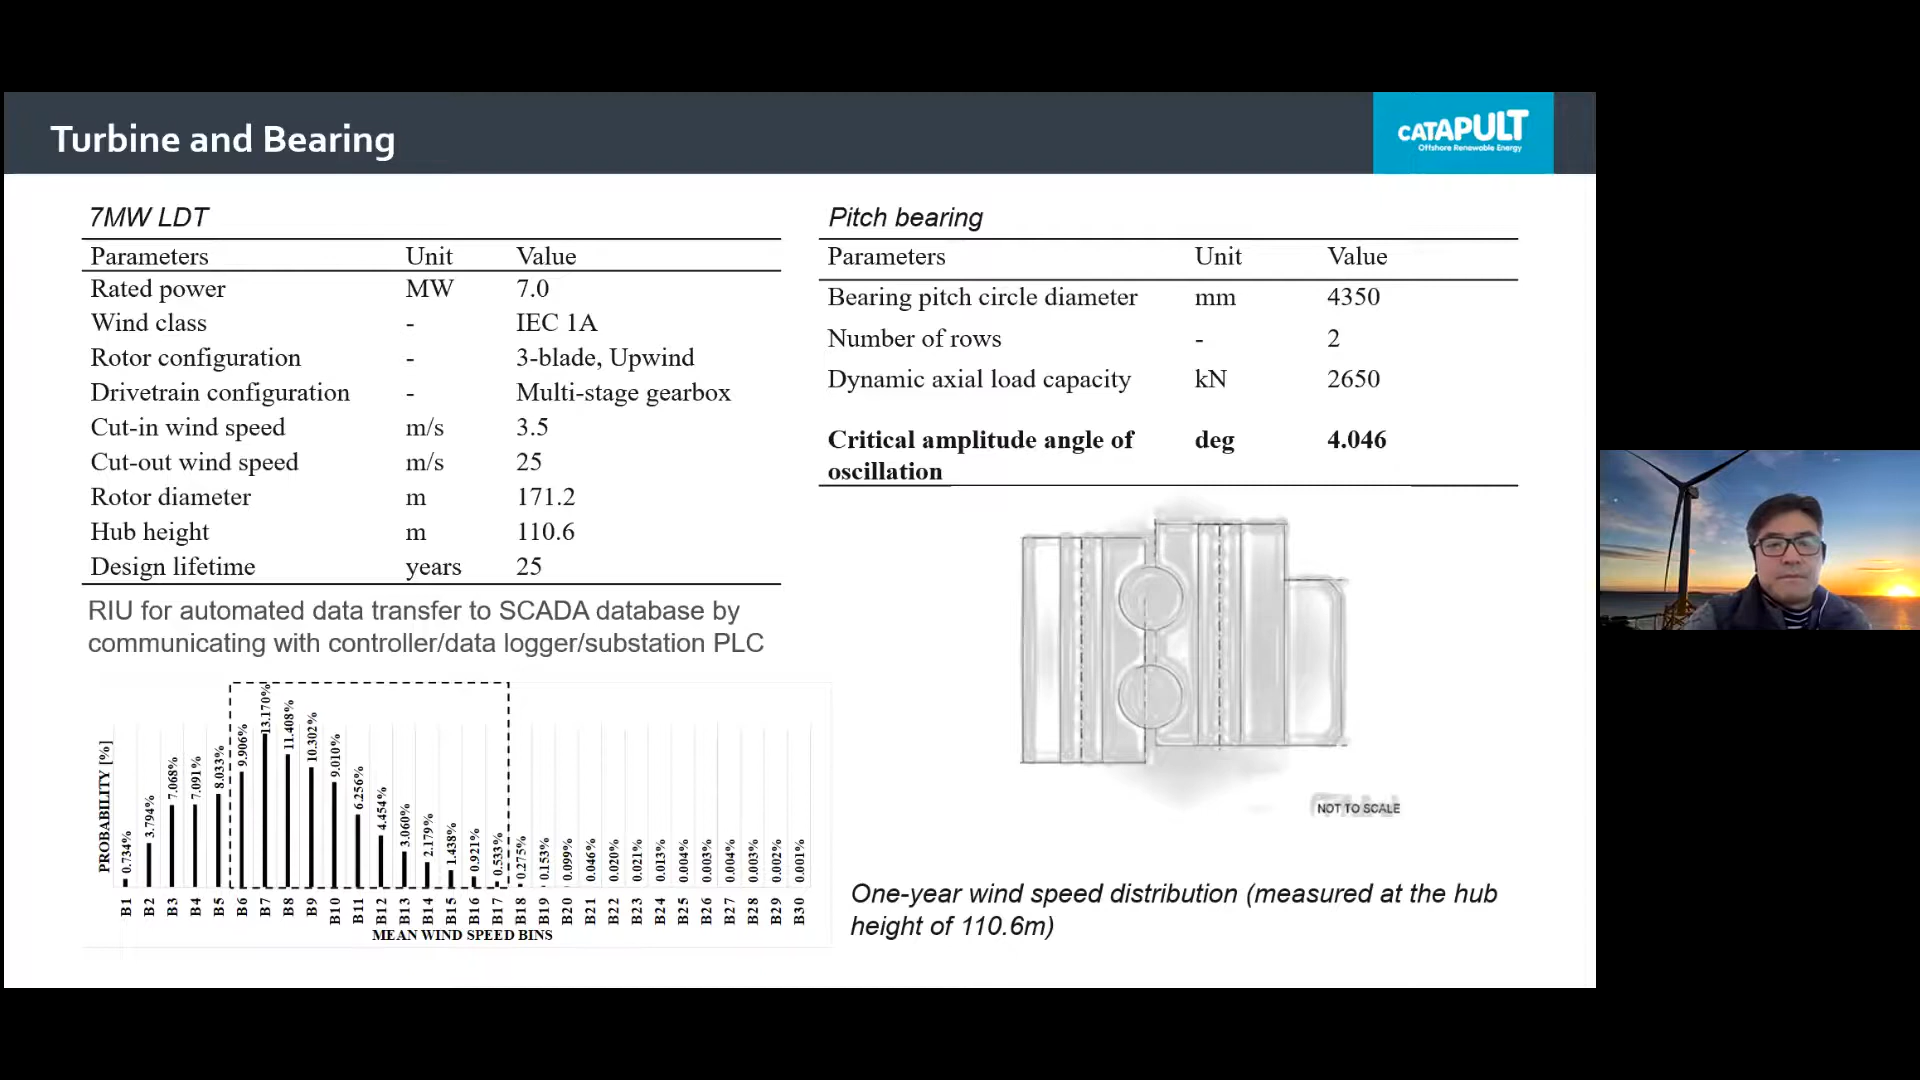 Turbine and Bearing
CATAPULT
Offshore Renewable Energy
7MW LDT
Parameters Unit Value
Rated power MW 7.0
Wind class - IEC 1A
Rotor configuration - 3-blade, Upwind
Drivetrain configuration - Multi-stage gearbox
Cut-in wind speed m/s 3.5
Cut-out wind speed m/s 25
Rotor diameter m 171.2
Hub height m 110.6
Design lifetime years 25
RIU for automated data transfer to SCADA database by
communicating with controller/data logger/substation PLC
PROBABILITY [%]
0.734% 3.794% 7.068% 7.091% 8.033% 9.906% 13.170% 11.408% 10.302% 9.010% 6.256% 4.454% 3.060% 2.179% 1.438% 0.921% 0.533% 0.275% 0.153% 0.099% 0.046% 0.020% 0.021% 0.013% 0.004% 0.003% 0.004% 0.003% 0.002% 0.001%
B1 B2 B3 B4 B5 B6 B7 B8 B9 B10 B11 B12 B13 B14 B15 B16 B17 B18 B19 B20 B21 B22 B23 B24 B25 B26 B27 B28 B29 B30
MEAN WIND SPEED BINS
Pitch bearing
Parameters Unit Value
Bearing pitch circle diameter mm 4350
Number of rows - 2
Dynamic axial load capacity kN 2650
Critical amplitude angle of deg 4.046
oscillation
NOT TO SCALE
One-year wind speed distribution (measured at the hub
height of 110.6m)